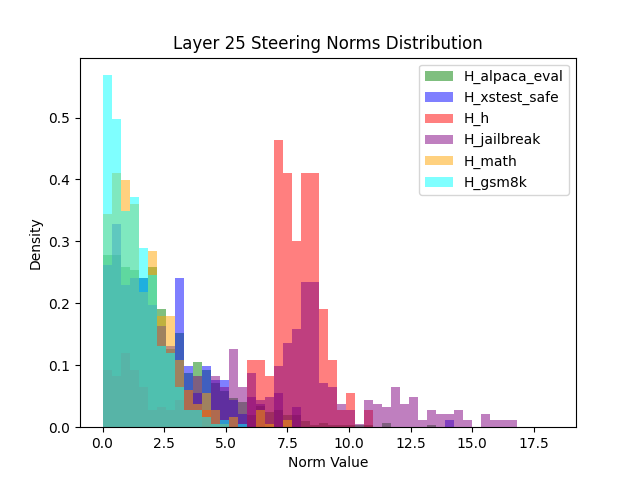 Layer 25 Steering Norms Distribution
H_alpaca_eval
H_xstest_safe
H_h
H_jailbreak
H_math
H_gsm8k
Density
0.5
0.4
0.3
0.2
0.1
0.0
0.0 2.5 5.0 7.5 10.0 12.5 15.0 17.5
Norm Value